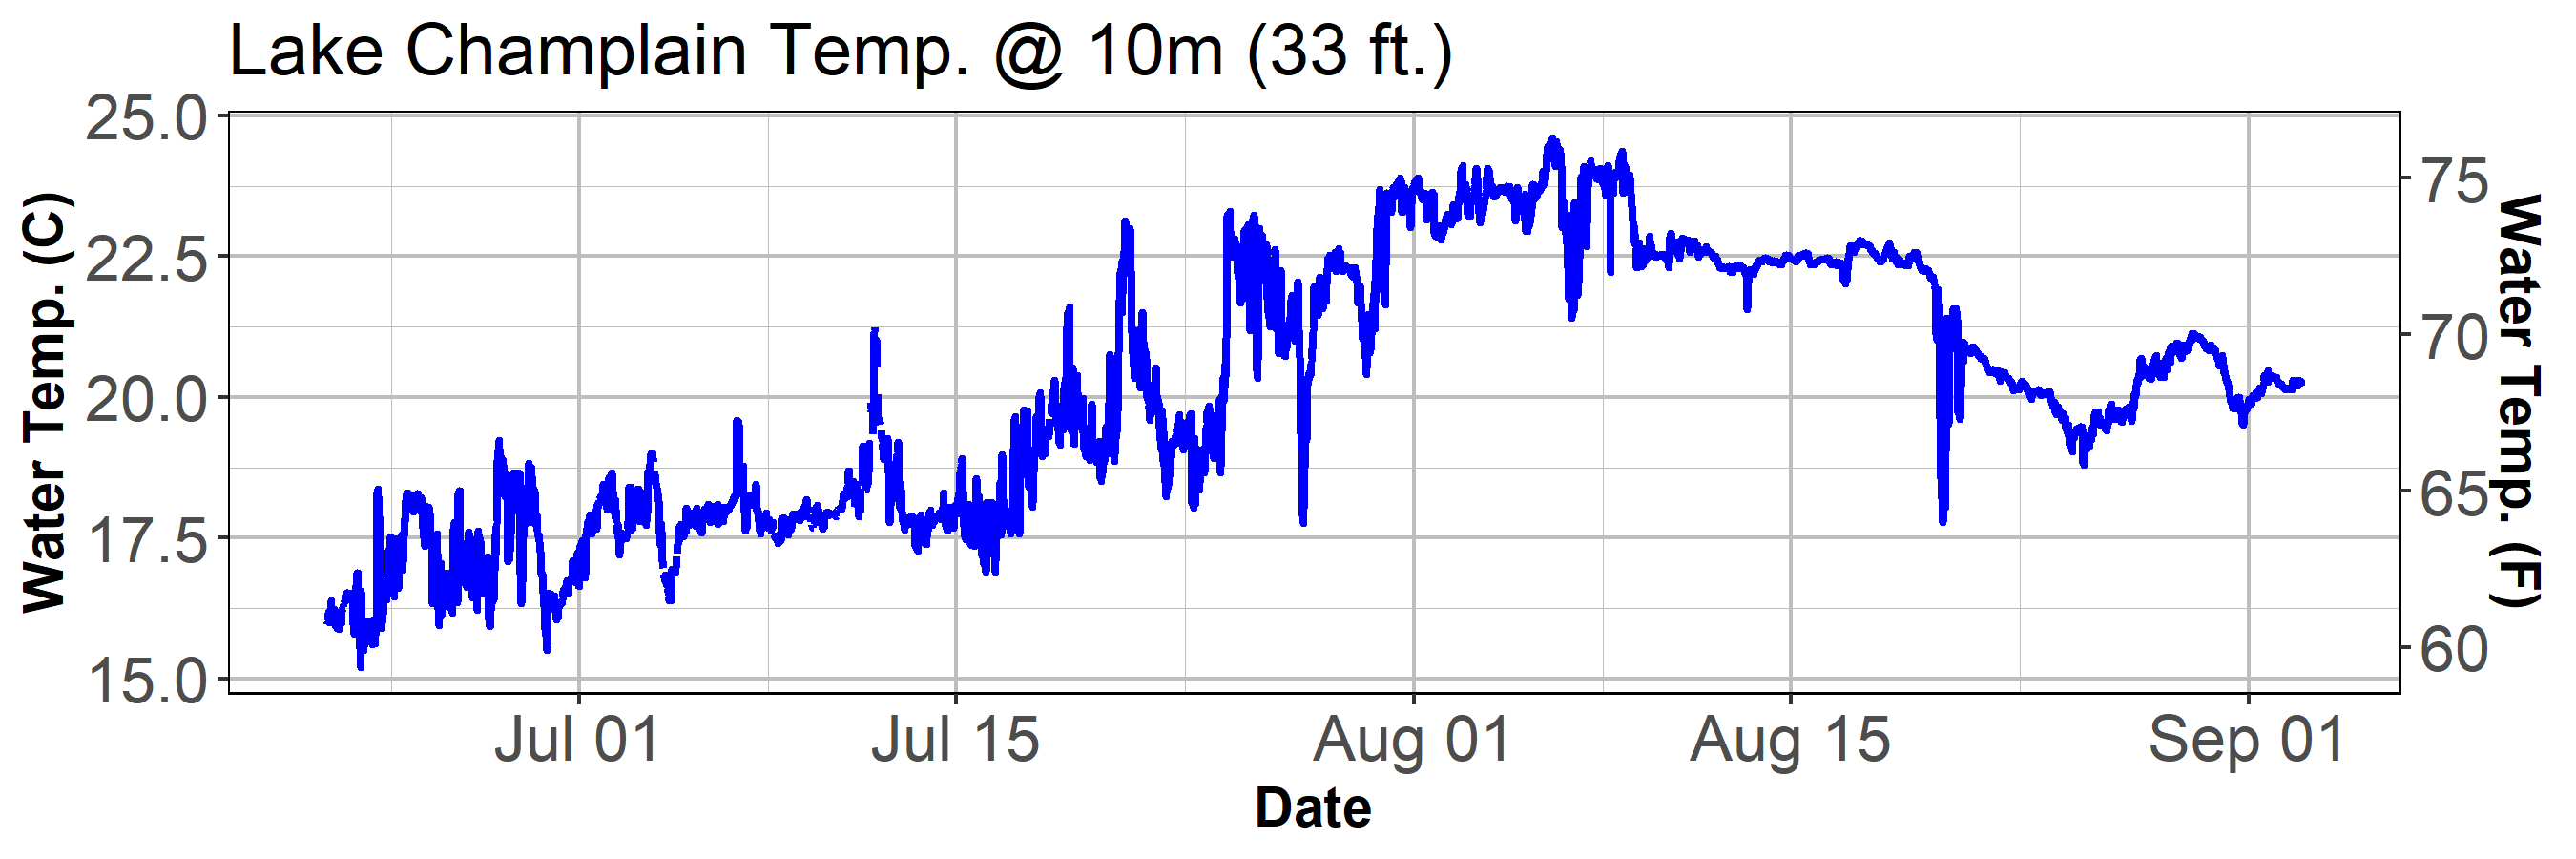 Lake Champlain Temp. @ 10m (33 ft.)
25.0
22.5
20.0
17.5
15.0
Water Temp. (C)
75
70
65
60
Water Temp. (F)
Jul 01
Jul 15
Aug 01
Aug 15
Sep 01
Date